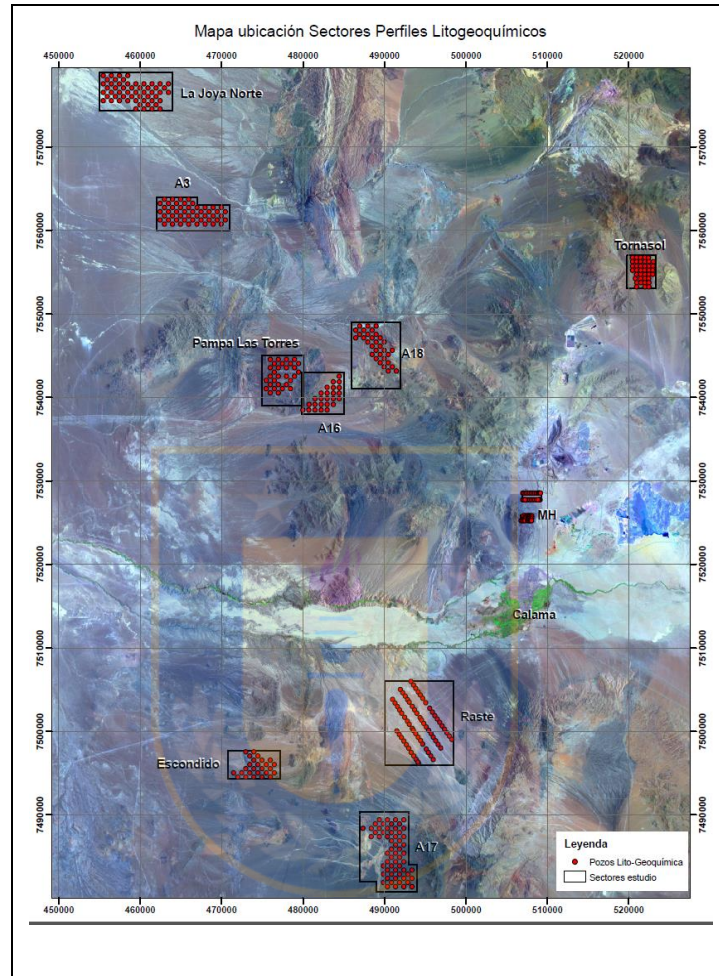 Mapa ubicación Sectores Perfiles Litogeoquímicos
450000 460000 470000 480000 490000 500000 510000 520000
La Joya Norte
7570000 7570000
A3
7560000 7560000
Tornasol
7550000 7550000
Pampa Las Torres
A18
7540000 7540000
A16
7530000 7530000
MH
7520000 7520000
Calama
7510000 7510000
Raste
7500000 7500000
Escondido
7490000 7490000
A17
Leyenda
Pozos Lito-Geoquímica
Sectores estudio
450000 460000 470000 480000 490000 500000 510000 520000